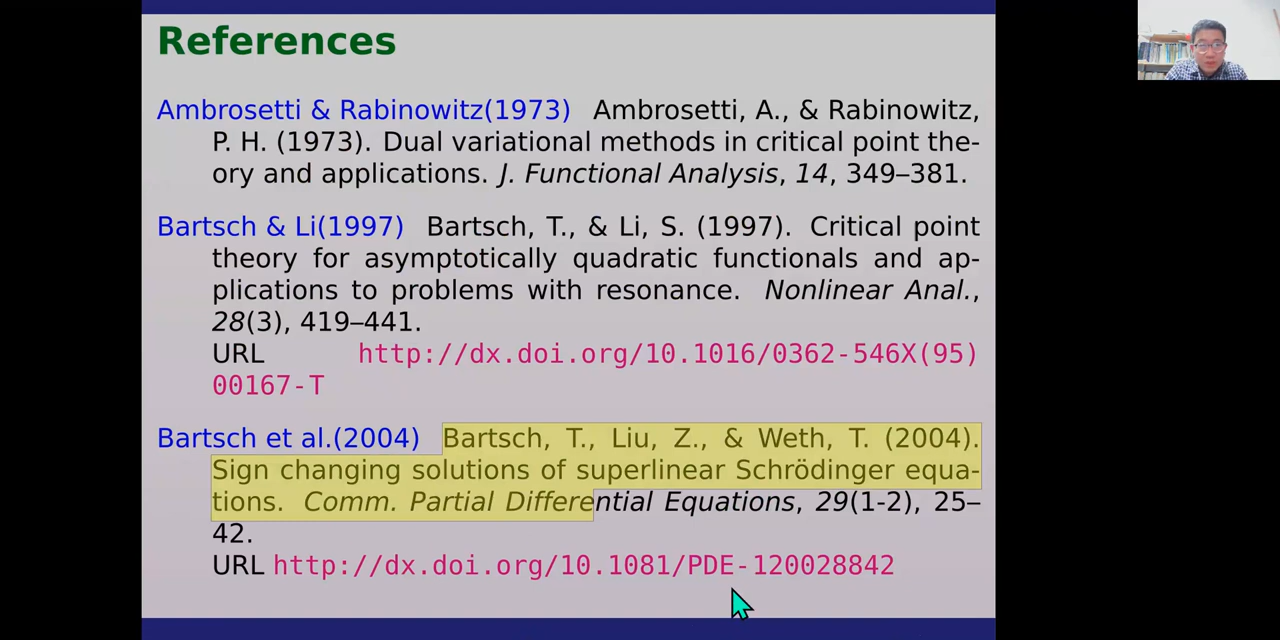 References
Ambrosetti & Rabinowitz(1973) Ambrosetti, A., & Rabinowitz,
P. H. (1973). Dual variational methods in critical point the-
ory and applications. J. Functional Analysis, 14, 349–381.
Bartsch & Li(1997) Bartsch, T., & Li, S. (1997). Critical point
theory for asymptotically quadratic functionals and ap-
plications to problems with resonance. Nonlinear Anal.,
28(3), 419–441.
URL http://dx.doi.org/10.1016/0362-546X(95)
00167-T
Bartsch et al.(2004) Bartsch, T., Liu, Z., & Weth, T. (2004).
Sign changing solutions of superlinear Schrödinger equa-
tions. Comm. Partial Differential Equations, 29(1-2), 25–
42.
URL http://dx.doi.org/10.1081/PDE-120028842